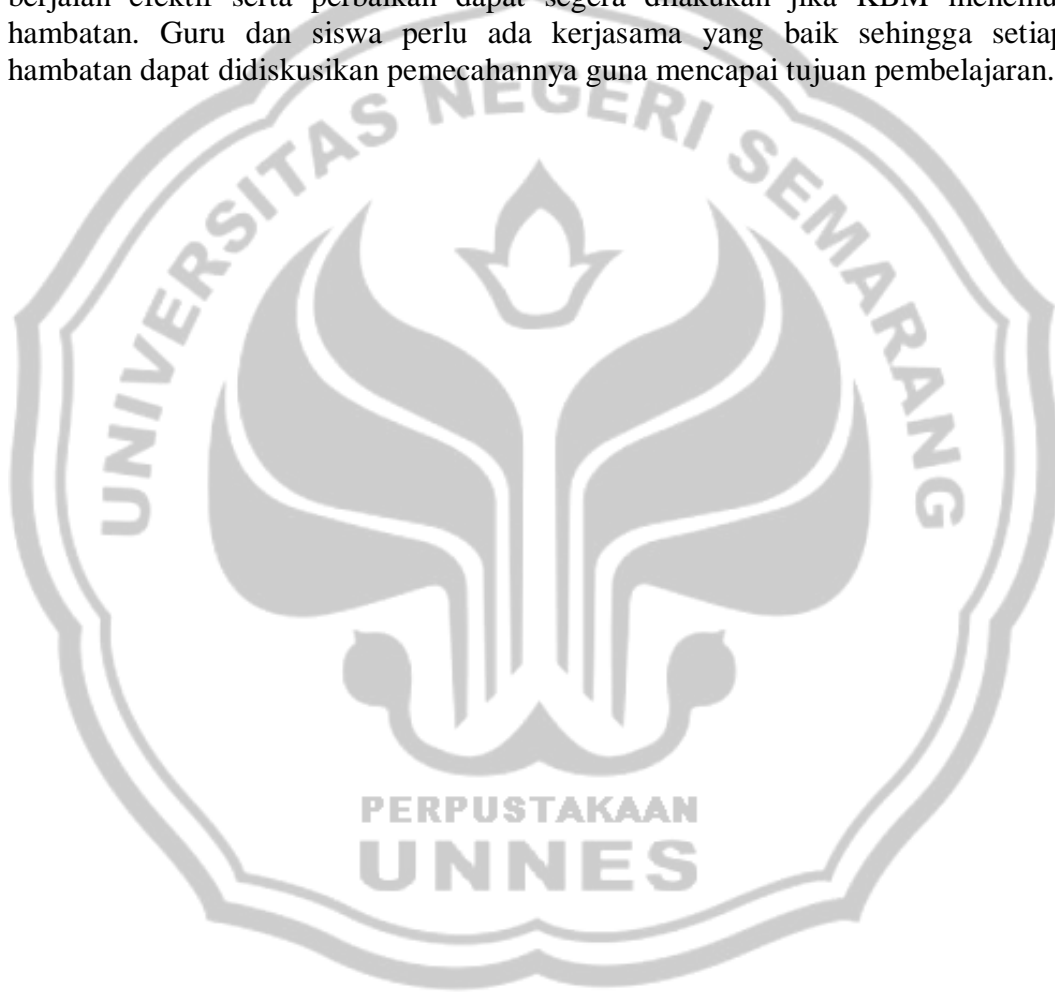 berjalan efektif serta perbaikan dapat segera dilakukan jika KBM
hambatan. Guru dan siswa perlu ada kerjasama yang baik sehingga setiap
hambatan dapat didiskusikan pemecahannya guna mencapai tujuan pembelajaran.
UNIVERSITAS NEGERI SEMARANG
PERPUSTAKAAN
UNNES